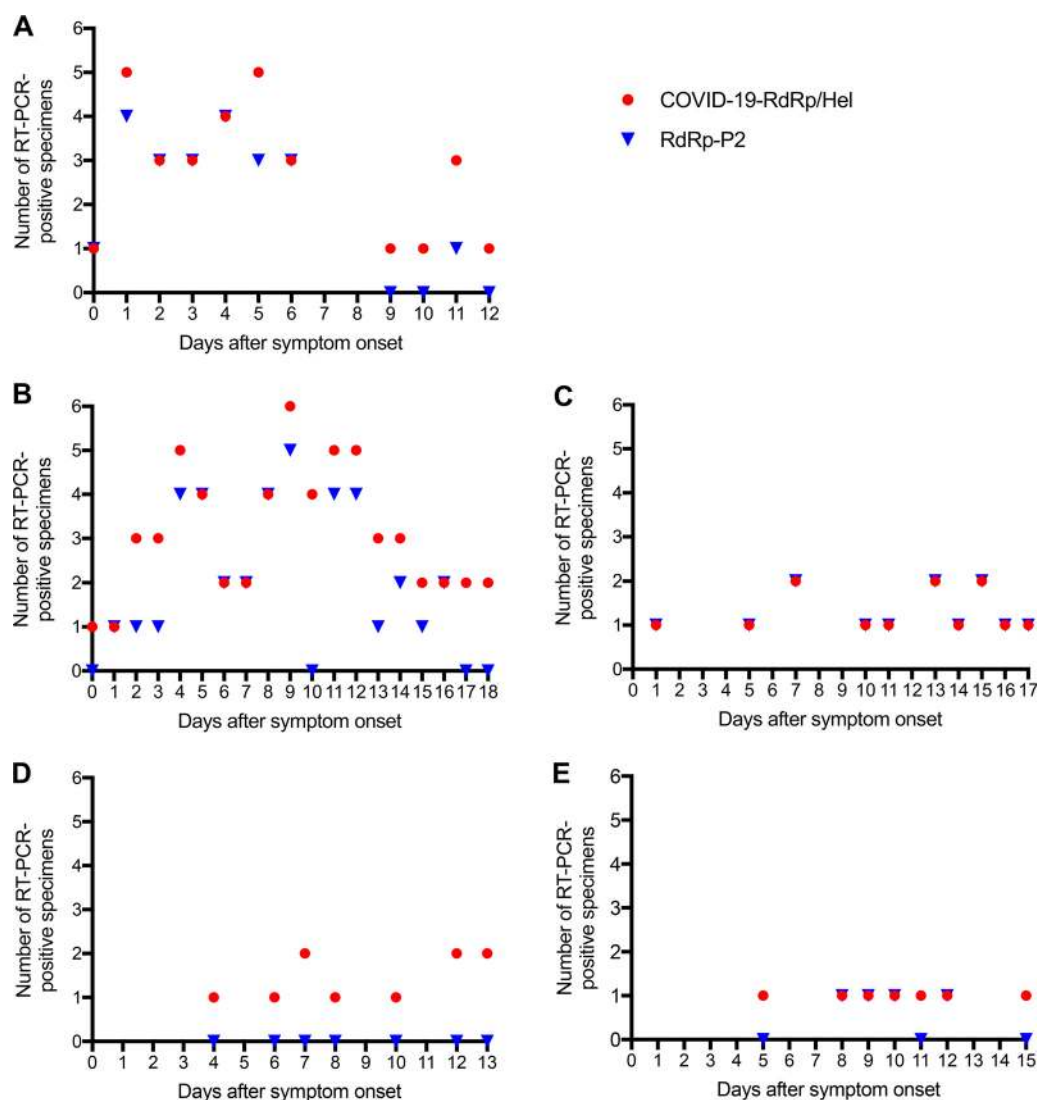 A
Number of RT-PCR-
positive specimens
6
5
4
3
2
1
0
0 1 2 3 4 5 6 7 8 9 10 11 12
Days after symptom onset
COVID-19-RdRp/Hel
RdRp-P2
B
Number of RT-PCR-
positive specimens
6
5
4
3
2
1
0
0 1 2 3 4 5 6 7 8 9 10 11 12 13 14 15 16 17 18
Days after symptom onset
C
Number of RT-PCR-
positive specimens
6
5
4
3
2
1
0
0 1 2 3 4 5 6 7 8 9 10 11 12 13 14 15 16 17
Days after symptom onset
D
Number of RT-PCR-
positive specimens
6
5
4
3
2
1
0
0 1 2 3 4 5 6 7 8 9 10 11 12 13
Days after symptom onset
E
Number of RT-PCR-
positive specimens
6
5
4
3
2
1
0
0 1 2 3 4 5 6 7 8 9 10 11 12 13 14 15
Days after symptom onset